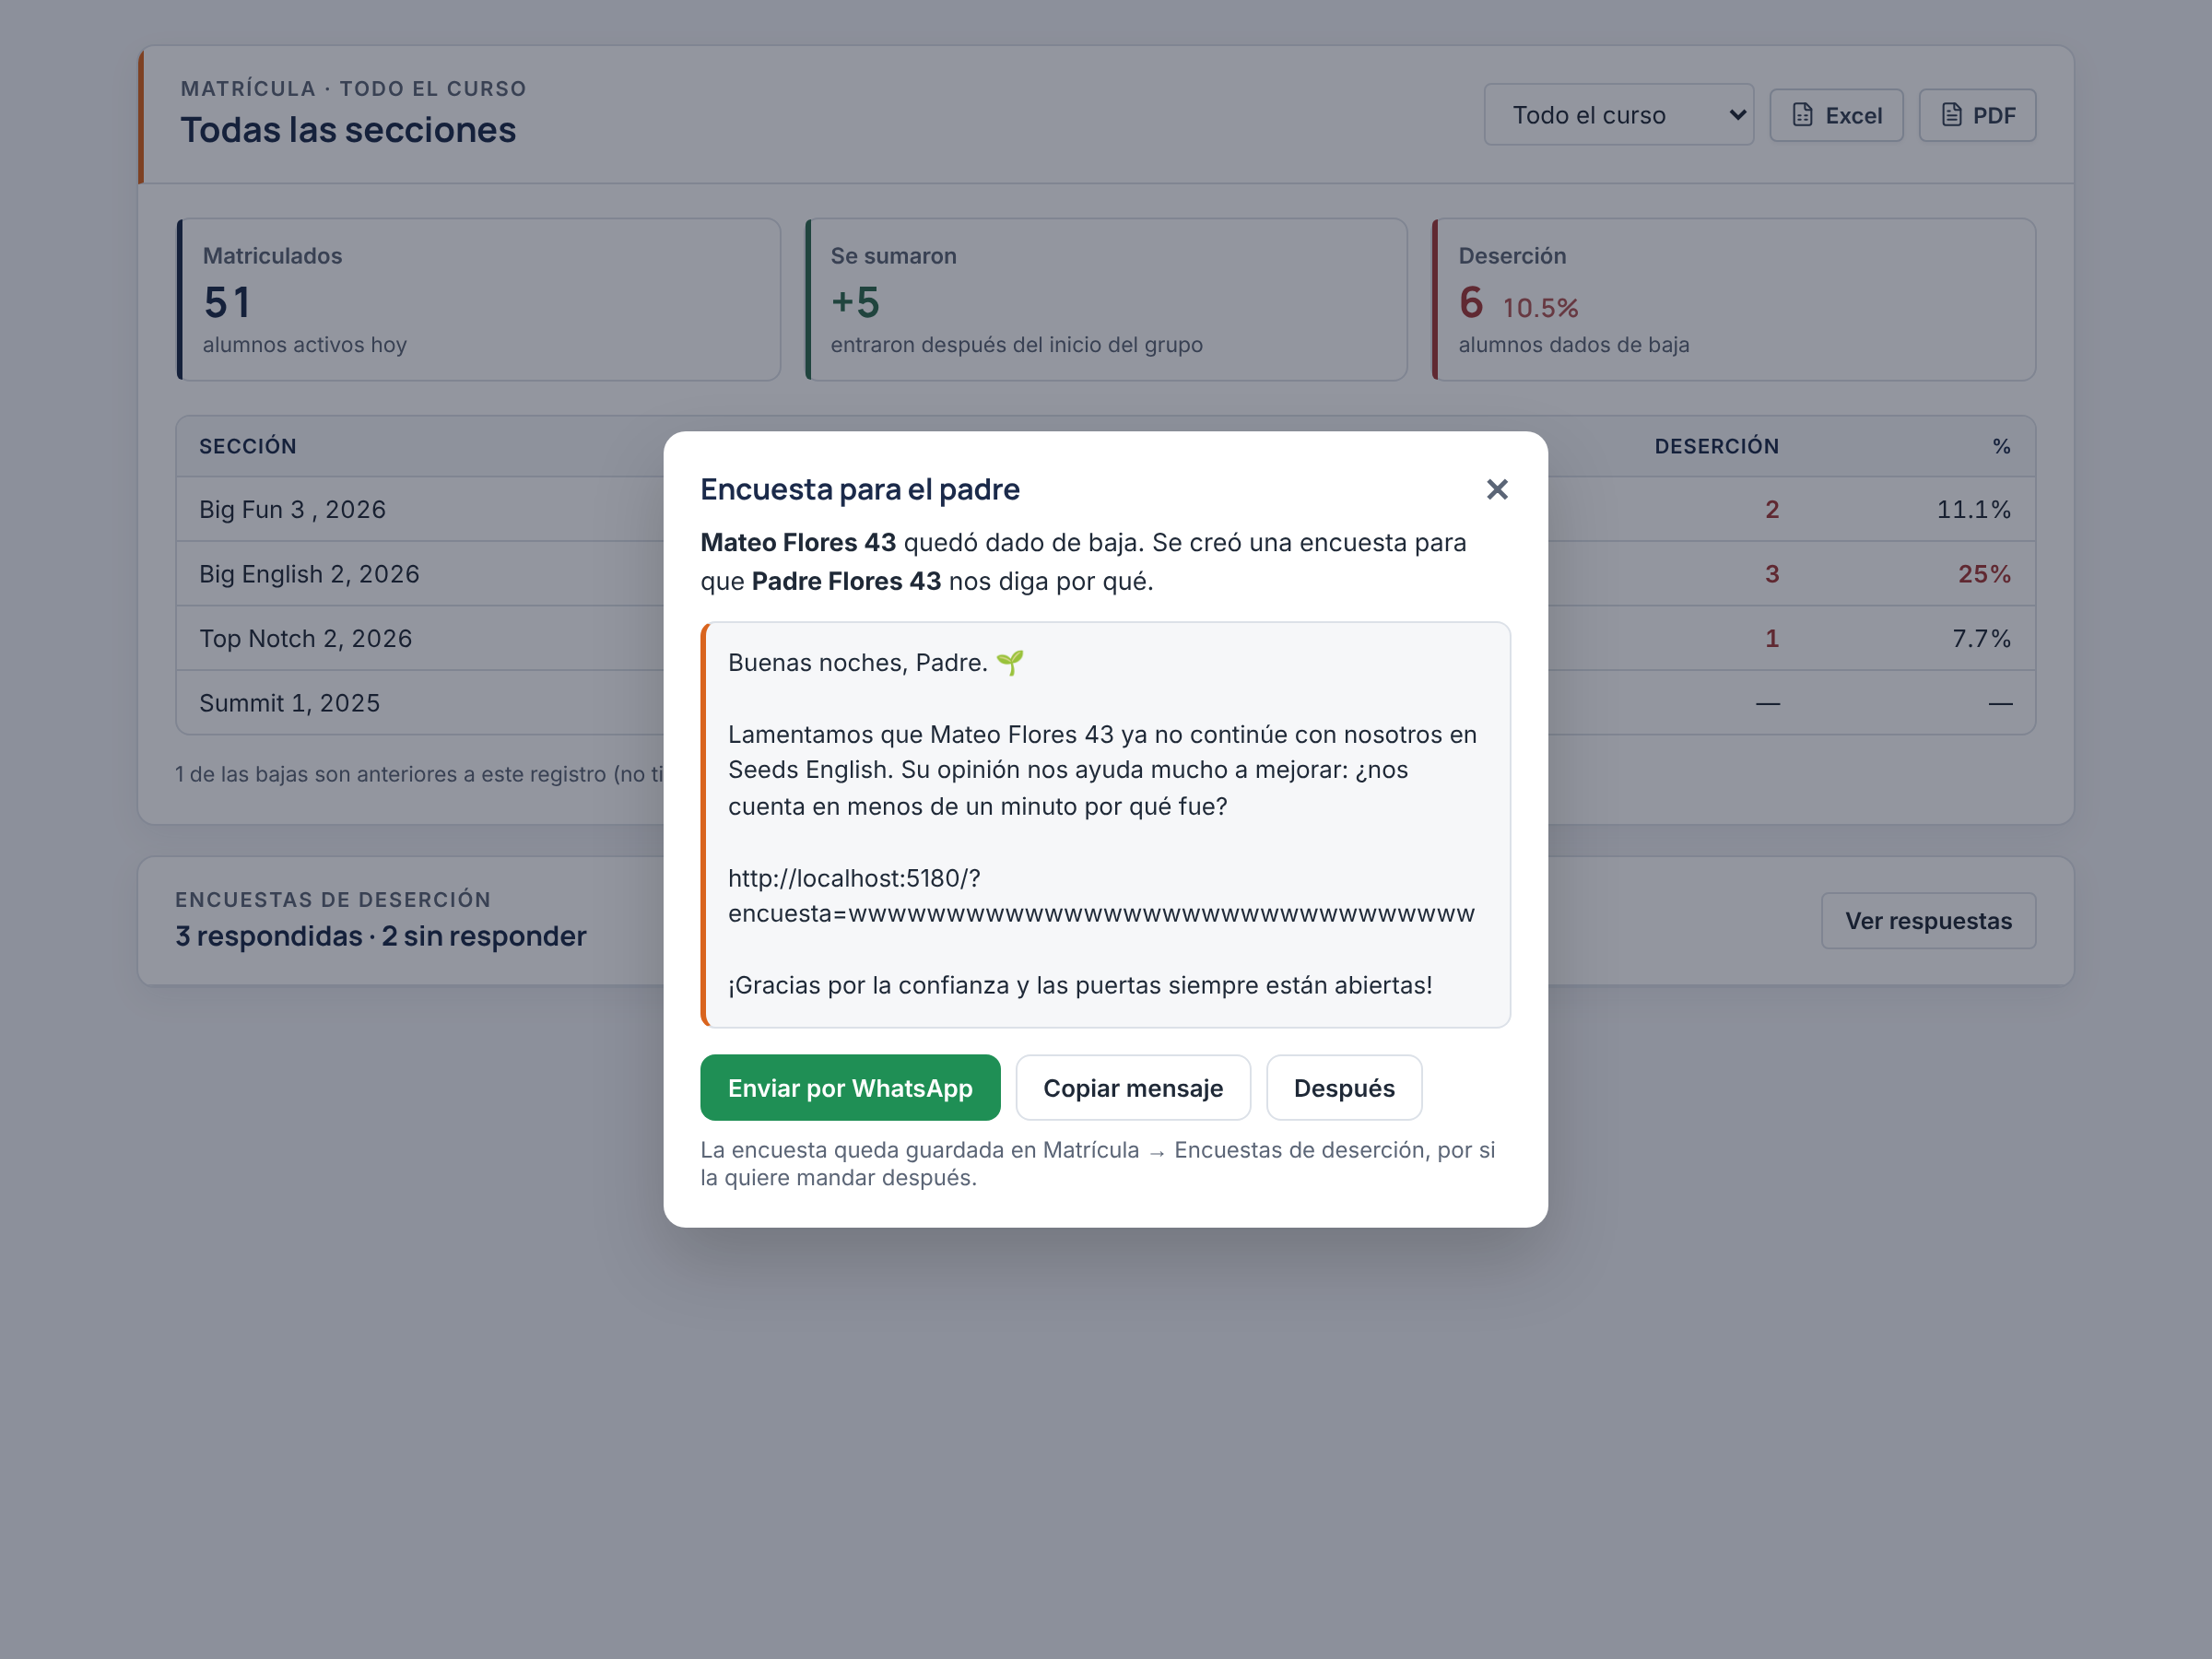 MATRÍCULA · TODO EL CURSO
Todas las secciones
Todo el curso
Excel
PDF
Matriculados
51
alumnos activos hoy
Se sumaron
+5
entraron después del inicio del grupo
Deserción
6 10.5%
alumnos dados de baja
SECCIÓN DESERCIÓN %
Big Fun 3 , 2026 2 11.1%
Big English 2, 2026 3 25%
Top Notch 2, 2026 1 7.7%
Summit 1, 2025 — —
1 de las bajas son anteriores a este registro (no ti
ENCUESTAS DE DESERCIÓN
3 respondidas · 2 sin responder
Ver respuestas
Encuesta para el padre
Mateo Flores 43 quedó dado de baja. Se creó una encuesta para
que Padre Flores 43 nos diga por qué.
Buenas noches, Padre. 🌱
Lamentamos que Mateo Flores 43 ya no continúe con nosotros en
Seeds English. Su opinión nos ayuda mucho a mejorar: ¿nos
cuenta en menos de un minuto por qué fue?
http://localhost:5180/?
encuesta=wwwwwwwwwwwwwwwwwwwwwwwwwwwwwwww
¡Gracias por la confianza y las puertas siempre están abiertas!
Enviar por WhatsApp
Copiar mensaje
Después
La encuesta queda guardada en Matrícula → Encuestas de deserción, por si
la quiere mandar después.